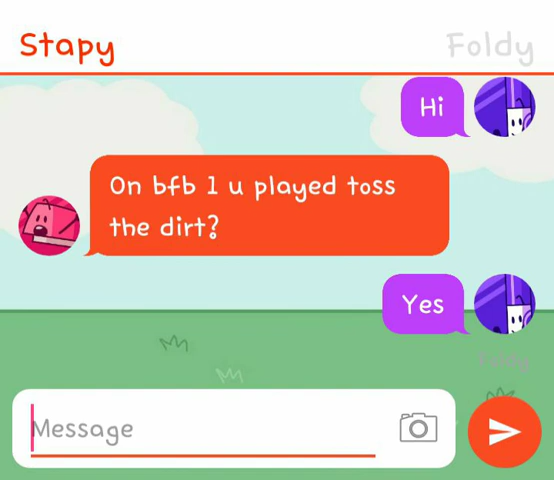 Stapy
Foldy
Hi
On bfb 1 u played toss
the dirt?
Yes
Foldy
Message